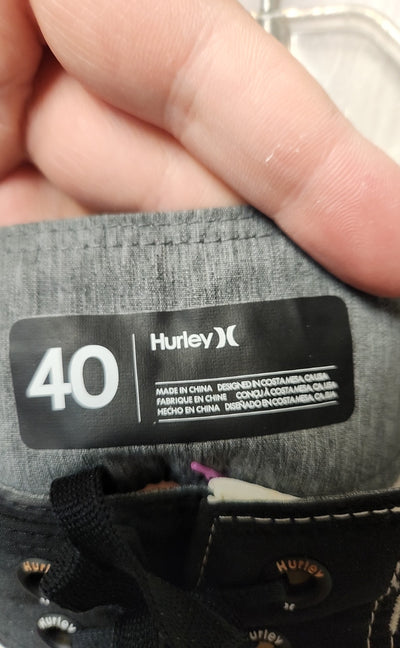 40
Hurley
MADE IN CHINA DESIGNED IN COSTA MESA, CA, USA
FABRIQUE EN CHINE CONÇU À COSTA MESA, CA, USA
HECHO EN CHINA DISEÑADO EN COSTA MESA, CA, USA
Hurley
Hurley
Hurley
Hurley